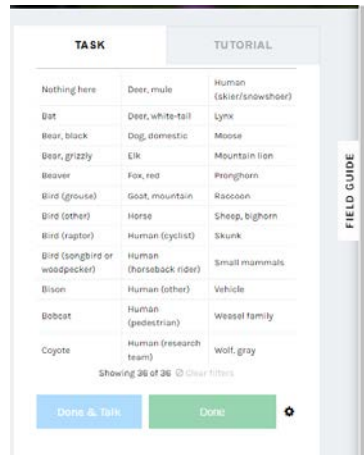 TASK TUTORIAL
Nothing here Deer, mule Human
(skier/snowshoer)
Bat Deer, white-tail Lynx
Bear, black Dog, domestic Moose
Bear, grizzly Elk Mountain lion
Beaver Fox, red Pronghorn
Bird (grouse) Goat, mountain Raccoon
Bird (other) Horse Sheep, bighorn
Bird (raptor) Human (cyclist) Skunk
Bird (songbird or Human Small mammals
woodpecker) (horseback rider)
Bison Human (other) Vehicle
Bobcat Human Weasel family
(pedestrian)
Coyote Human (research Wolf, gray
team)
Showing 36 of 36 Clear filters
Done & Talk Done
FIELD GUIDE